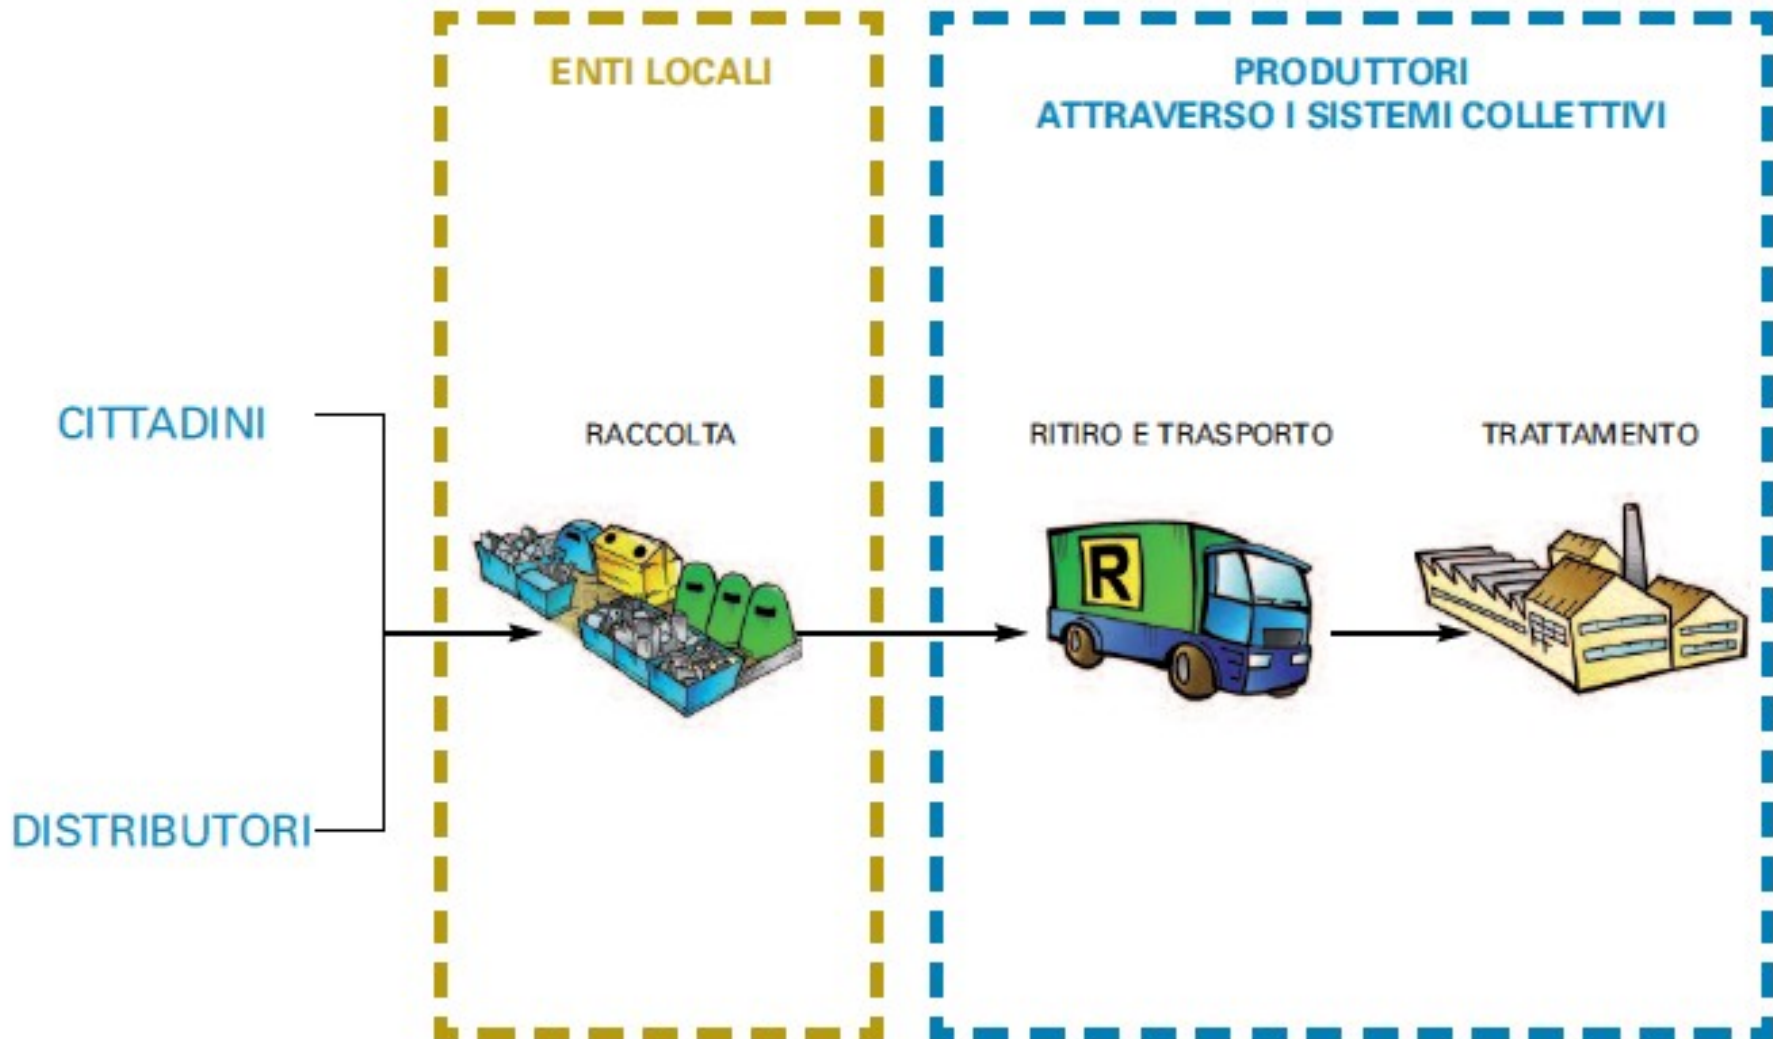 ENTI LOCALI
PRODUTTORI
ATTRAVERSO I SISTEMI COLLETTIVI
CITTADINI
RACCOLTA
RITIRO E TRASPORTO
TRATTAMENTO
R
DISTRIBUTORI